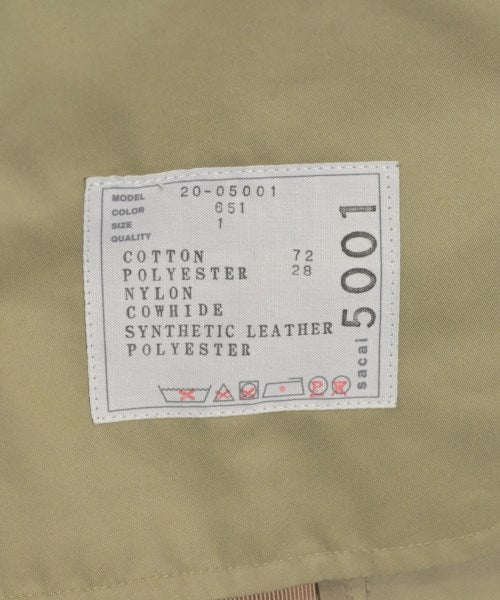 MODEL 20-05001
COLOR 651
SIZE 1
QUALITY
COTTON 72
POLYESTER 28
NYLON
COWHIDE
SYNTHETIC LEATHER
POLYESTER
P W
sacai 5001